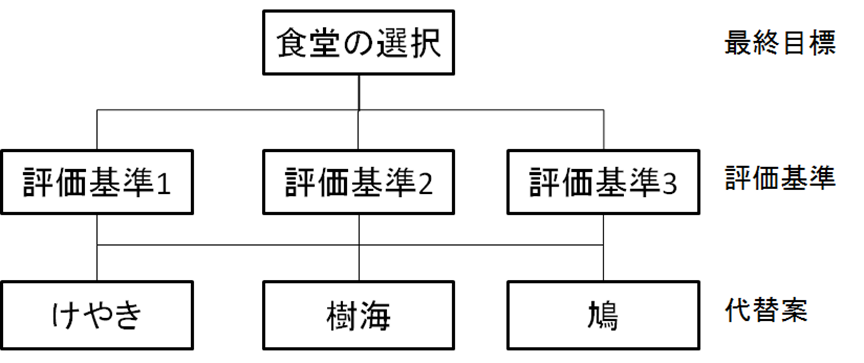 食堂の選択
最終目標
評価基準1
評価基準2
評価基準3
評価基準
けやき
樹海
鳩
代替案